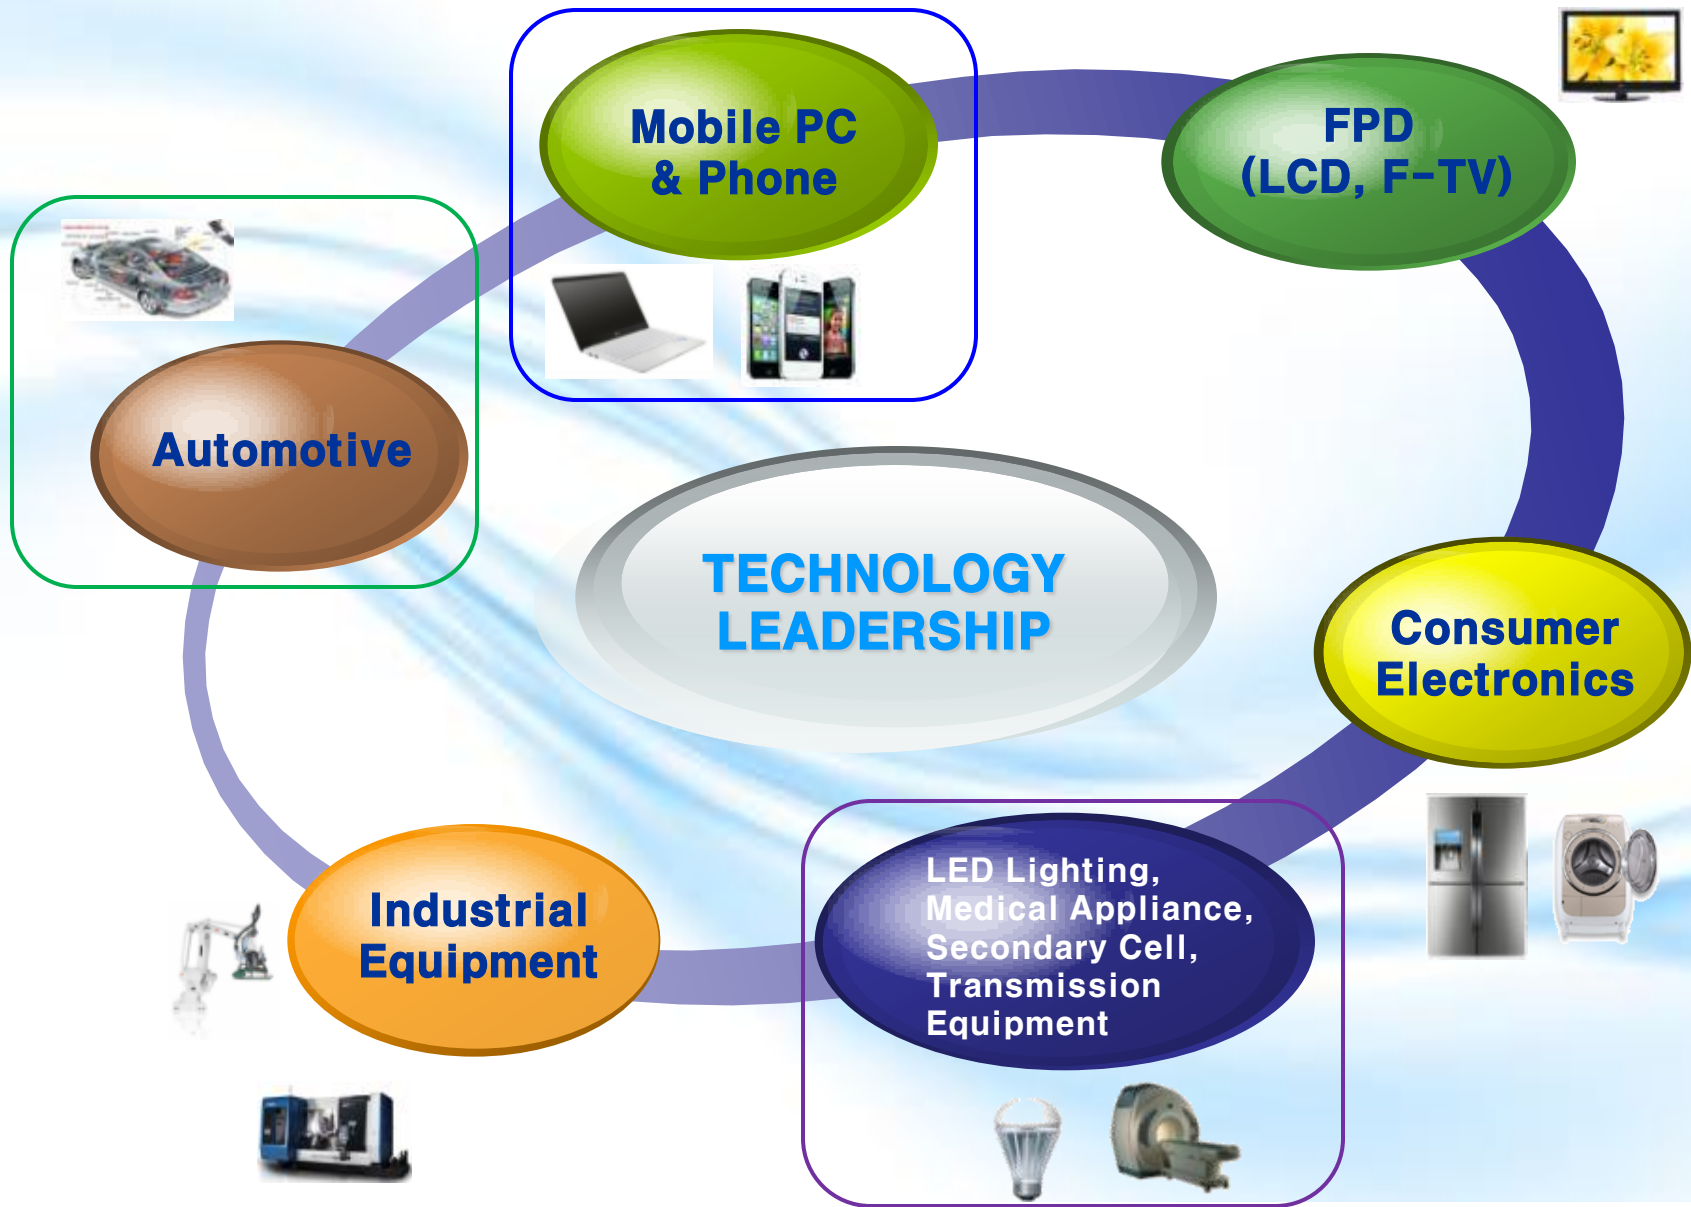 Mobile PC
& Phone
FPD
(LCD, F-TV)
Automotive
TECHNOLOGY
LEADERSHIP
Consumer
Electronics
Industrial
Equipment
LED Lighting,
Medical Appliance,
Secondary Cell,
Transmission
Equipment